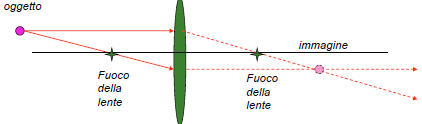 oggetto
immagine
Fuoco
della
lente
Fuoco
della
lente